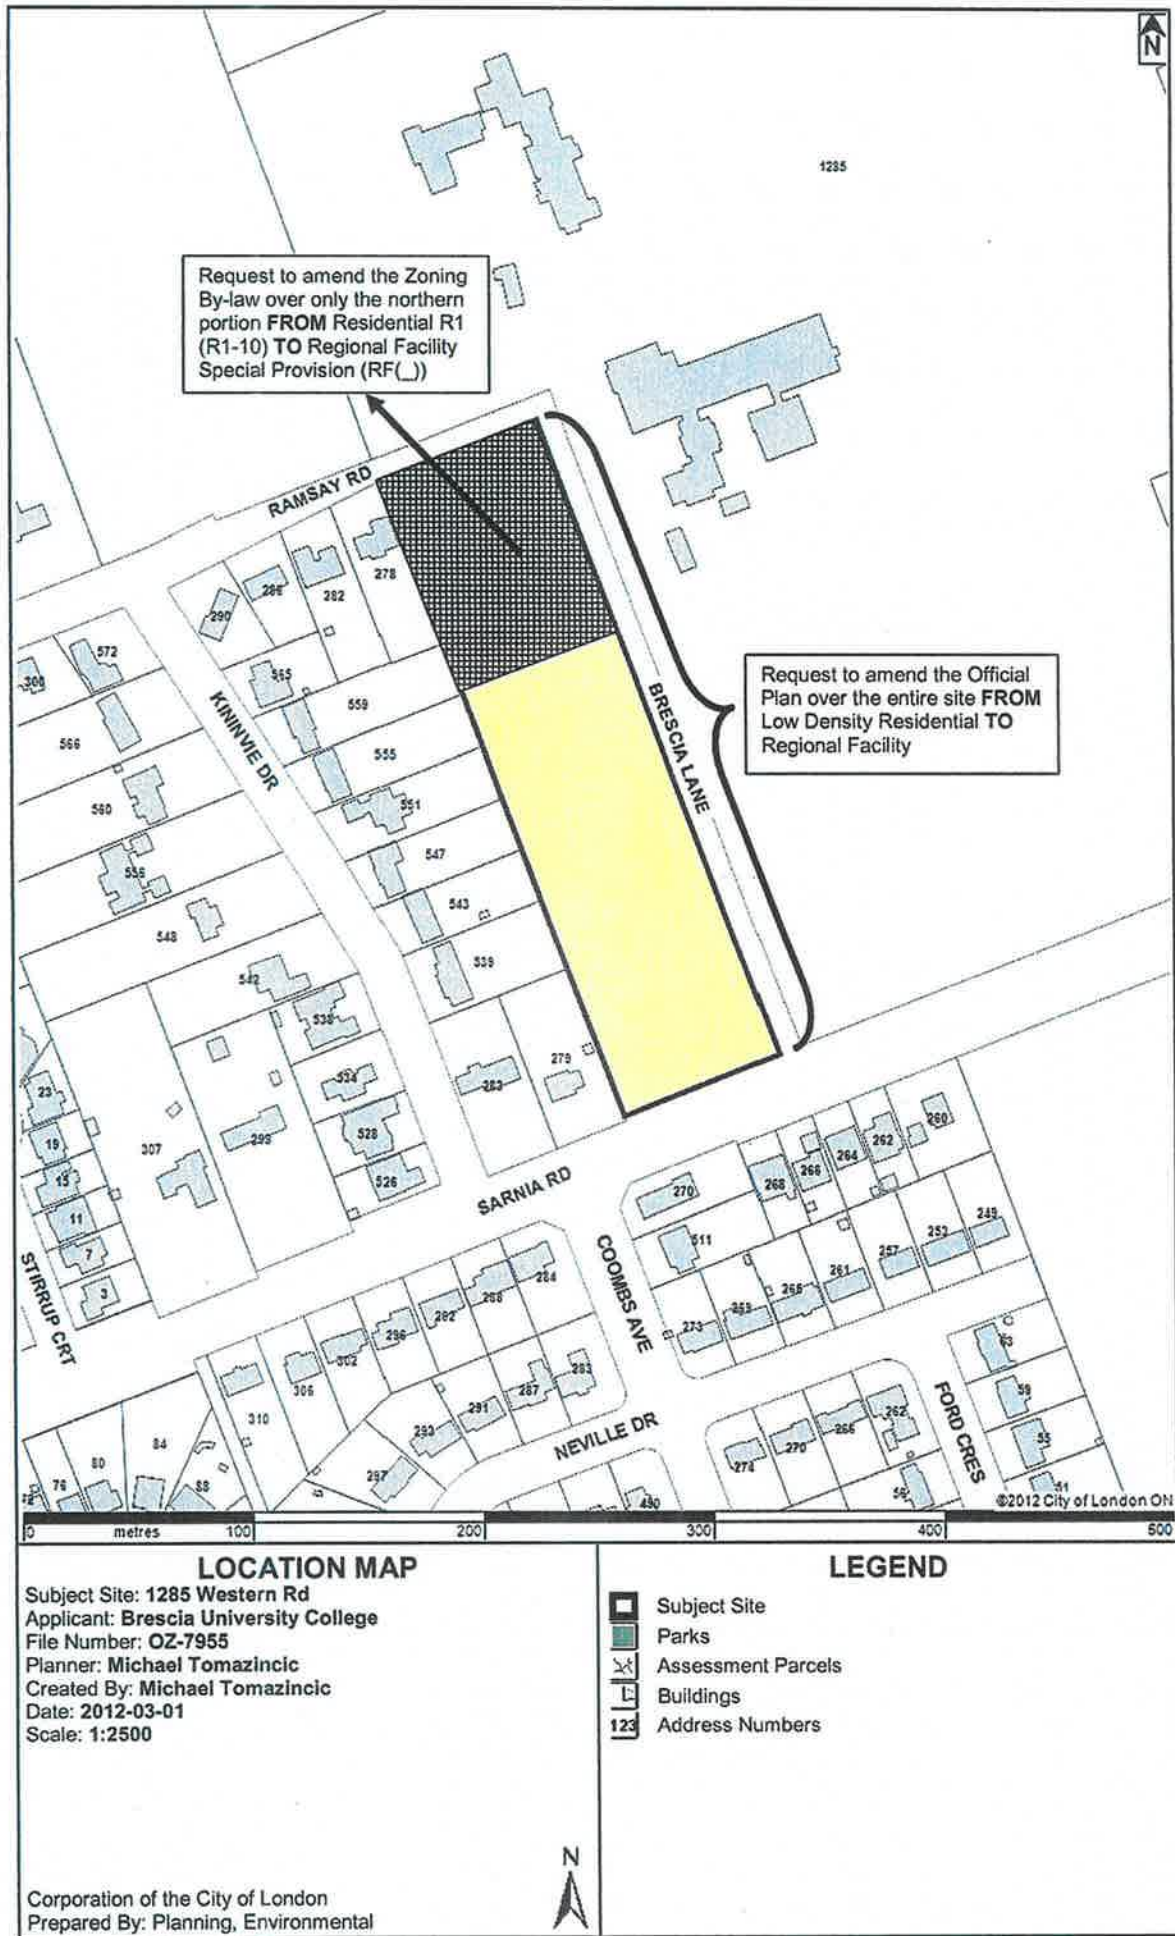 N
1285
Request to amend the Zoning
By-law over only the northern
portion FROM Residential R1
(R1-10) TO Regional Facility
Special Provision (RF(_))
RAMSAY RD
278
282
286
290
572
300
565
559
566
KININVIE DR
555
BRESCIA LANE
Request to amend the Official
Plan over the entire site FROM
Low Density Residential TO
Regional Facility
560
551
547
556
543
548
539
542
538
279
283
534
23
299
528
307
19
526
15
11
7
3
STIRRUP CRT
SARNIA RD
260
262
264
266
268
270
511
COOMBS AVE
249
253
257
261
265
269
273
284
288
292
296
302
306
310
283
287
291
293
297
NEVILLE DR
FORD CRES
63
59
55
51
262
266
270
274
56
490
84
80
76
88
©2012 City of London ON
0 metres 100 200 300 400 500
LOCATION MAP
Subject Site: 1285 Western Rd
Applicant: Brescia University College
File Number: OZ-7955
Planner: Michael Tomazincic
Created By: Michael Tomazincic
Date: 2012-03-01
Scale: 1:2500
N
Corporation of the City of London
Prepared By: Planning, Environmental
LEGEND
Subject Site
Parks
Assessment Parcels
Buildings
123 Address Numbers